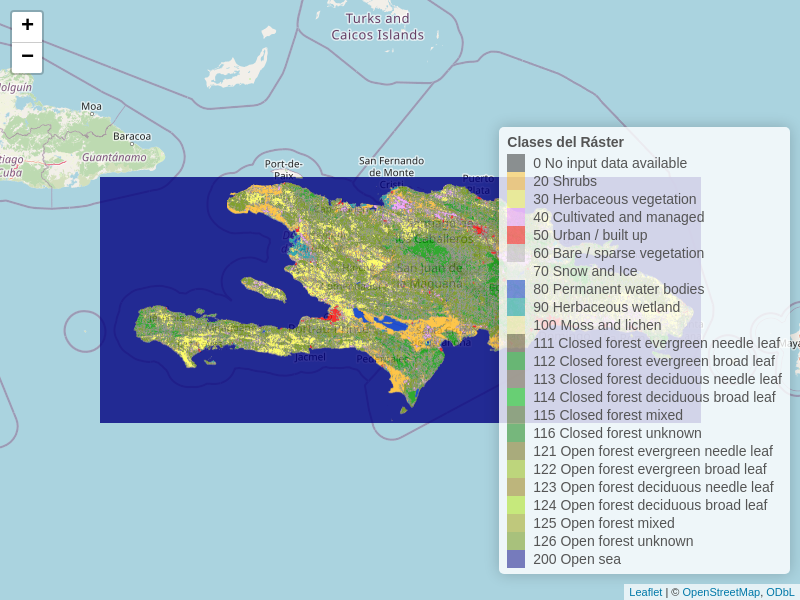 +
−
Turks and
Caicos Islands
Moa
Baracoa
Guantánamo
Port-de-
Paix
San Fernando
de Monte
Cristi
Puerto
Plata
los Caballeros
San Juan de
la Maguana
Jacmel
Clases del Ráster
0 No input data available
20 Shrubs
30 Herbaceous vegetation
40 Cultivated and managed
50 Urban / built up
60 Bare / sparse vegetation
70 Snow and Ice
80 Permanent water bodies
90 Herbaceous wetland
100 Moss and lichen
111 Closed forest evergreen needle leaf
112 Closed forest evergreen broad leaf
113 Closed forest deciduous needle leaf
114 Closed forest deciduous broad leaf
115 Closed forest mixed
116 Closed forest unknown
121 Open forest evergreen needle leaf
122 Open forest evergreen broad leaf
123 Open forest deciduous needle leaf
124 Open forest deciduous broad leaf
125 Open forest mixed
126 Open forest unknown
200 Open sea
Leaflet | © OpenStreetMap, ODbL